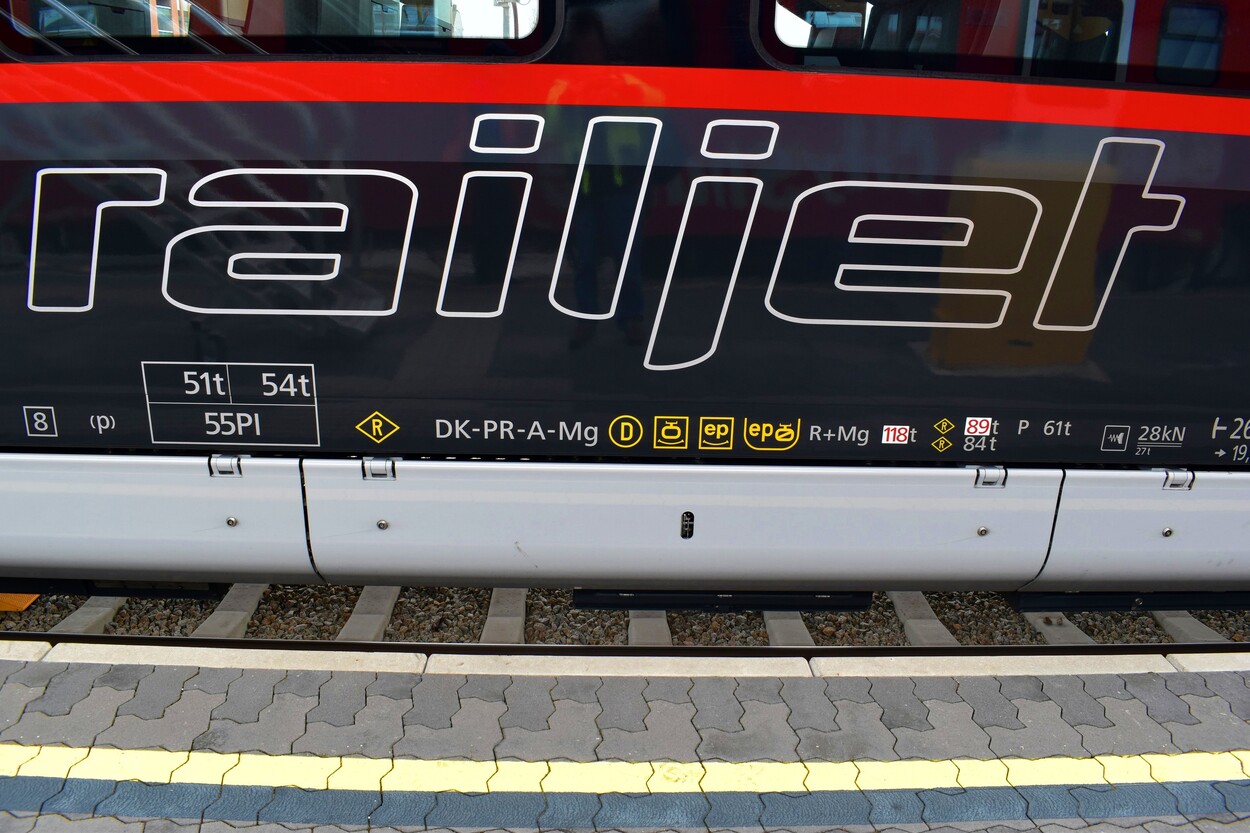 railjet
51t 54t
55Pl
8 (p) R DK-PR-A-Mg D O ep ep R+Mg 118t R 89t P 61t 28kN
R 84t 27t